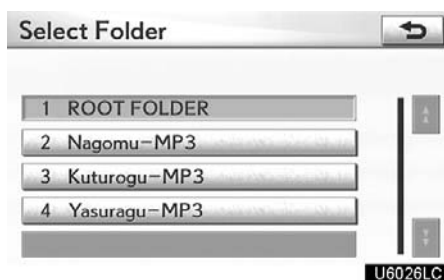 Select Folder
1 ROOT FOLDER
2 Nagomu-MP3
3 Kuturogu-MP3
4 Yasuragu-MP3
U6026LC